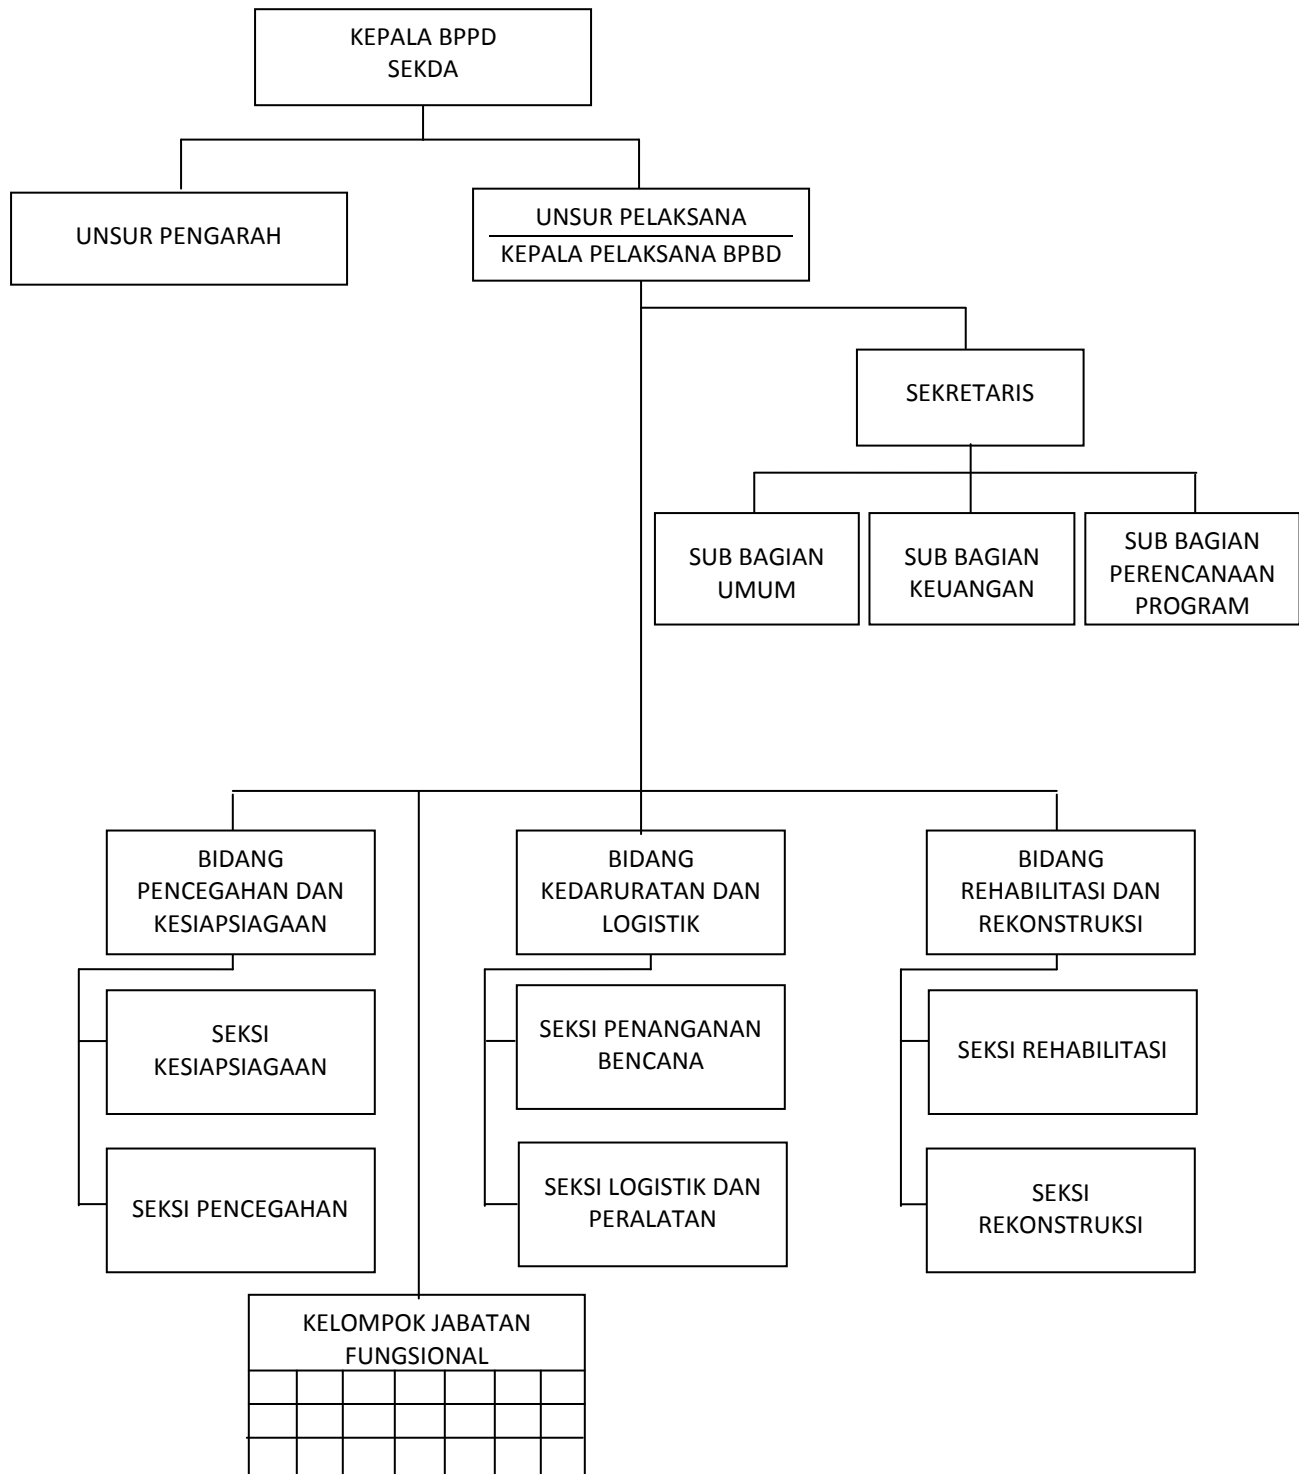 KEPALA BPPD
SEKDA
UNSUR PENGARAH
UNSUR PELAKSANA
KEPALA PELAKSANA BPBD
SEKRETARIS
SUB BAGIAN
UMUM
SUB BAGIAN
KEUANGAN
SUB BAGIAN
PERENCANAAN
PROGRAM
BIDANG
PENCEGAHAN DAN
KESIAPSIAGAAN
BIDANG
KEDARURATAN DAN
LOGISTIK
BIDANG
REHABILITASI DAN
REKONSTRUKSI
SEKSI
KESIAPSIAGAAN
SEKSI PENANGANAN
BENCANA
SEKSI REHABILITASI
SEKSI PENCEGAHAN
SEKSI LOGISTIK DAN
PERALATAN
SEKSI
REKONSTRUKSI
KELOMPOK JABATAN
FUNGSIONAL